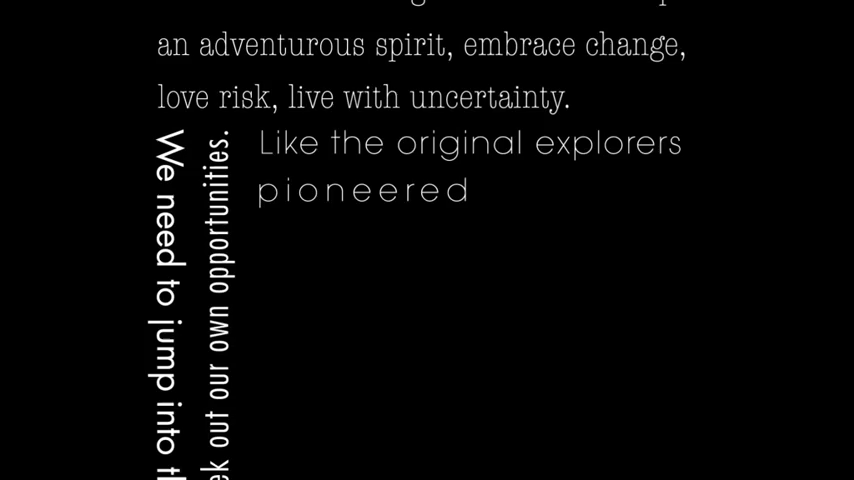 an adventurous spirit, embrace change,
love risk, live with uncertainty.
We need to jump into
out our own opportunities.
Like the original explorers
pioneered